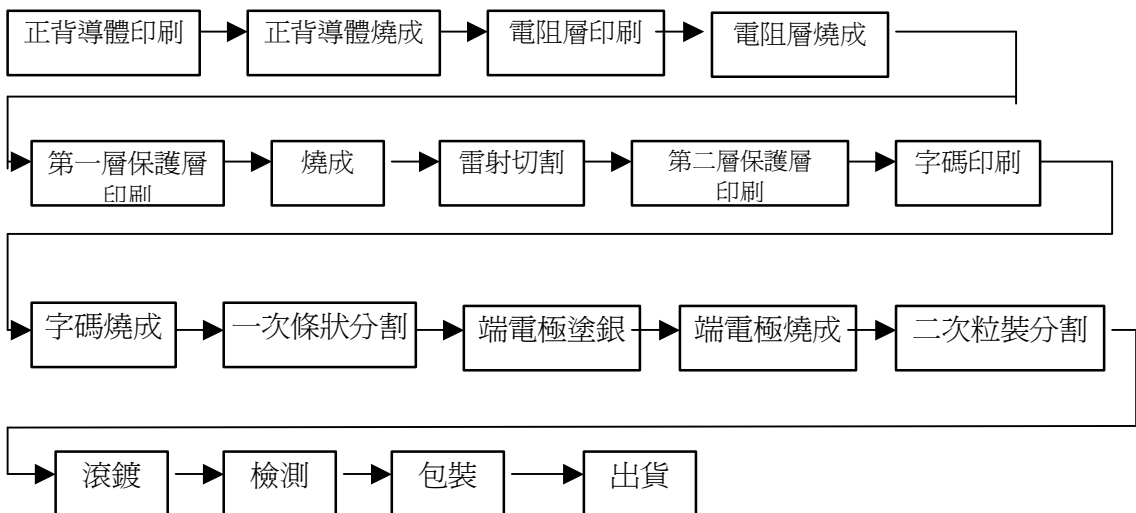 正背導體印刷 正背導體燒成 電阻層印刷 電阻層燒成
第一層保護層
印刷
燒成 雷射切割
第二層保護層
印刷
字碼印刷
字碼燒成 一次條狀分割 端電極塗銀 端電極燒成 二次粒裝分割
滾鍍 檢測 包裝 出貨